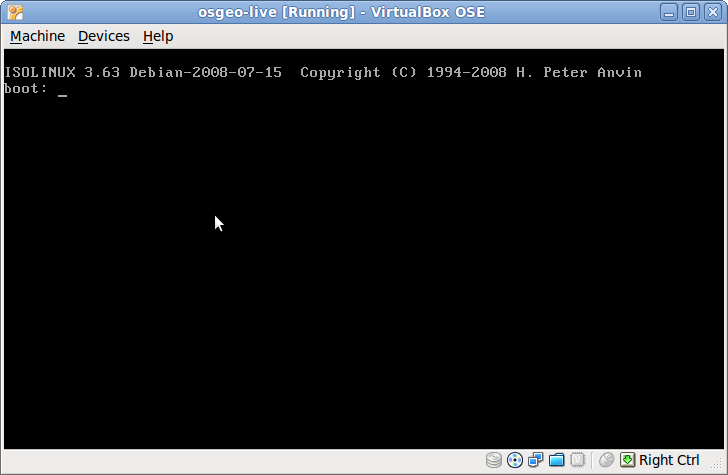 osgeo-live [Running] - VirtualBox OSE
Machine Devices Help
ISOLINUX 3.63 Debian-2008-07-15  Copyright (C) 1994-2008 H. Peter Anvin
boot: _
Right Ctrl